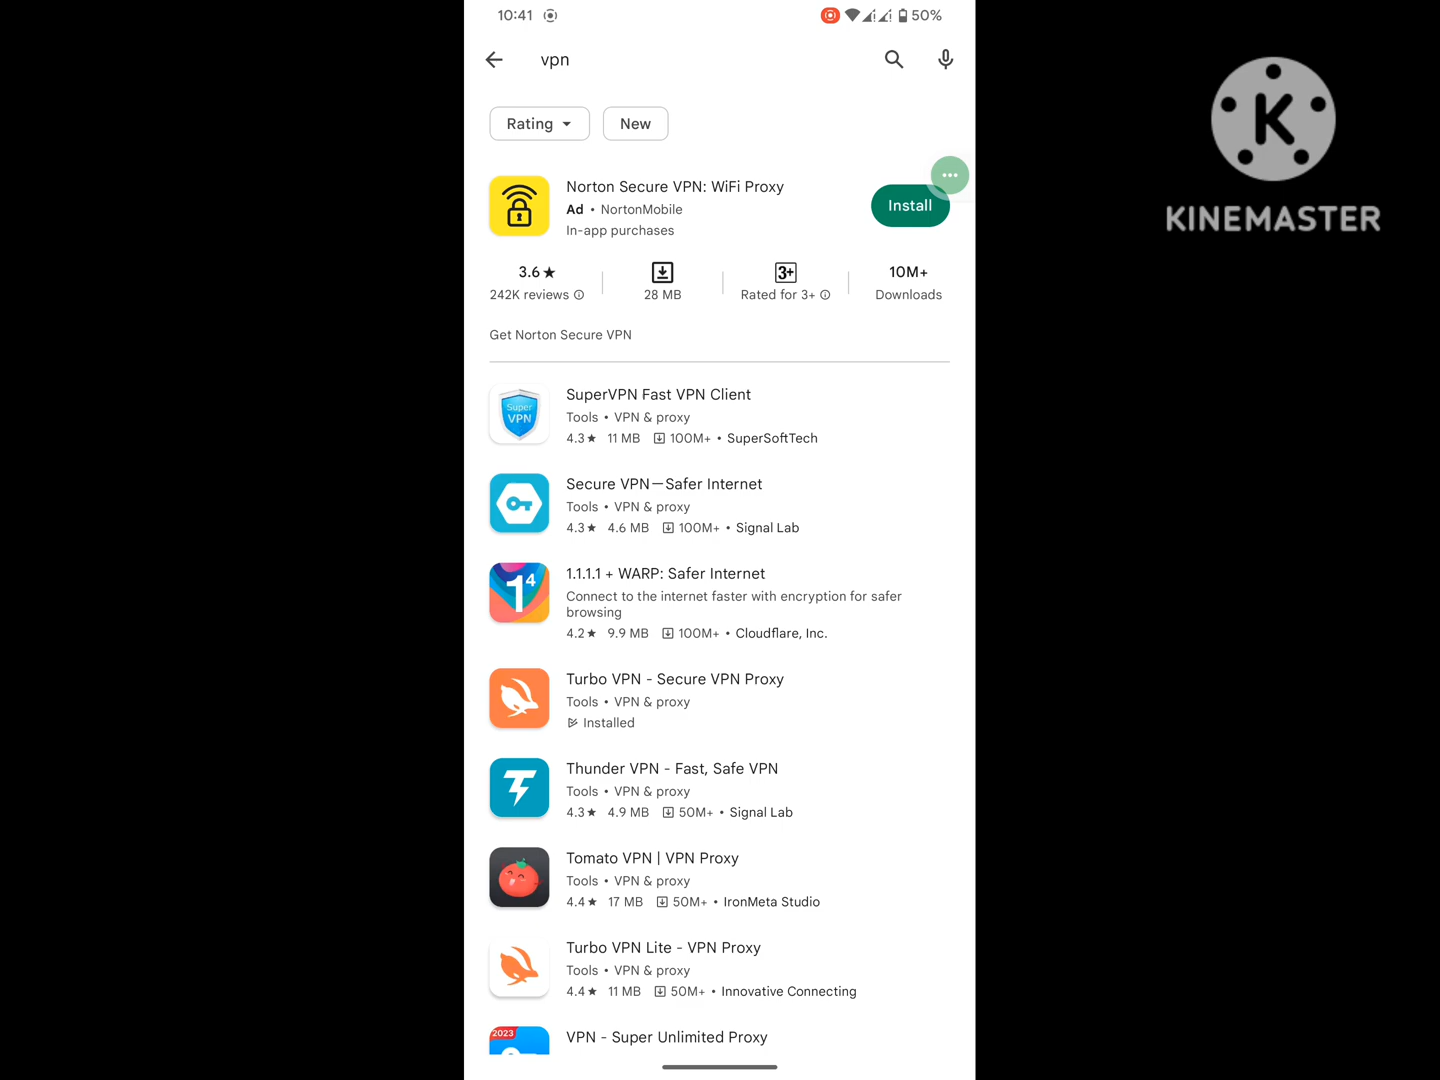 10:41 50%
vpn
Rating New
Norton Secure VPN: WiFi Proxy
Ad • NortonMobile
In-app purchases
Install
3.6★ 3+ 10M+
242K reviews 28 MB Rated for 3+ Downloads
Get Norton Secure VPN
Super VPN
SuperVPN Fast VPN Client
Tools • VPN & proxy
4.3★ 11 MB 100M+ • SuperSoftTech
Secure VPN—Safer Internet
Tools • VPN & proxy
4.3★ 4.6 MB 100M+ • Signal Lab
1⁴
1.1.1.1 + WARP: Safer Internet
Connect to the internet faster with encryption for safer
browsing
4.2★ 9.9 MB 100M+ • Cloudflare, Inc.
Turbo VPN - Secure VPN Proxy
Tools • VPN & proxy
Installed
Thunder VPN - Fast, Safe VPN
Tools • VPN & proxy
4.3★ 4.9 MB 50M+ • Signal Lab
Tomato VPN | VPN Proxy
Tools • VPN & proxy
4.4★ 17 MB 50M+ • IronMeta Studio
Turbo VPN Lite - VPN Proxy
Tools • VPN & proxy
4.4★ 11 MB 50M+ • Innovative Connecting
2023
VPN - Super Unlimited Proxy
K
KINEMASTER